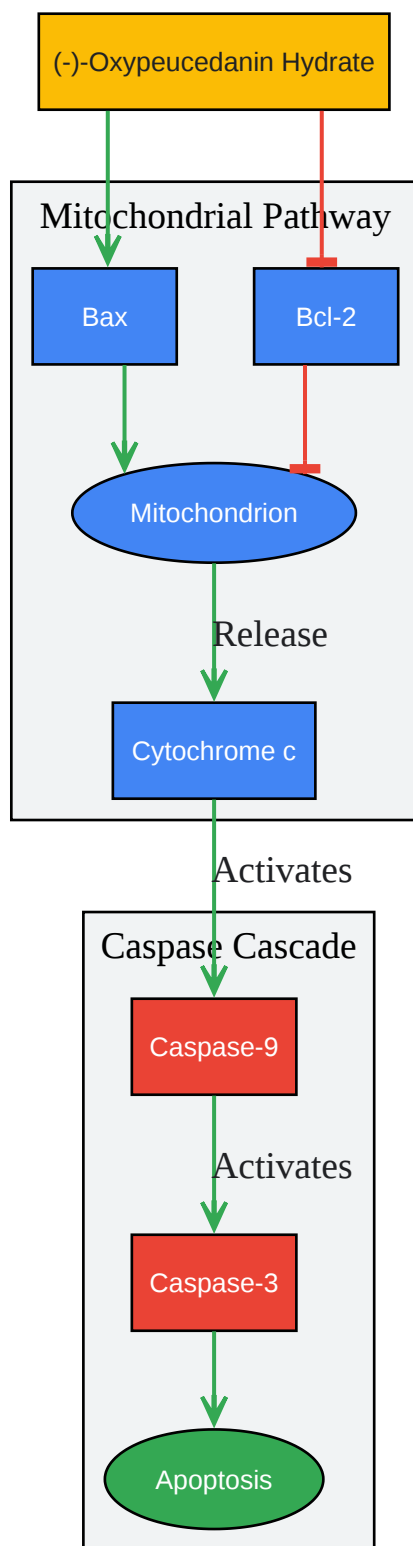 (-)-Oxypeucedanin Hydrate
Mitochondrial Pathway
Bax
Bcl-2
Mitochondrion
Release
Cytochrome c
Activates
Caspase Cascade
Caspase-9
Activates
Caspase-3
Apoptosis